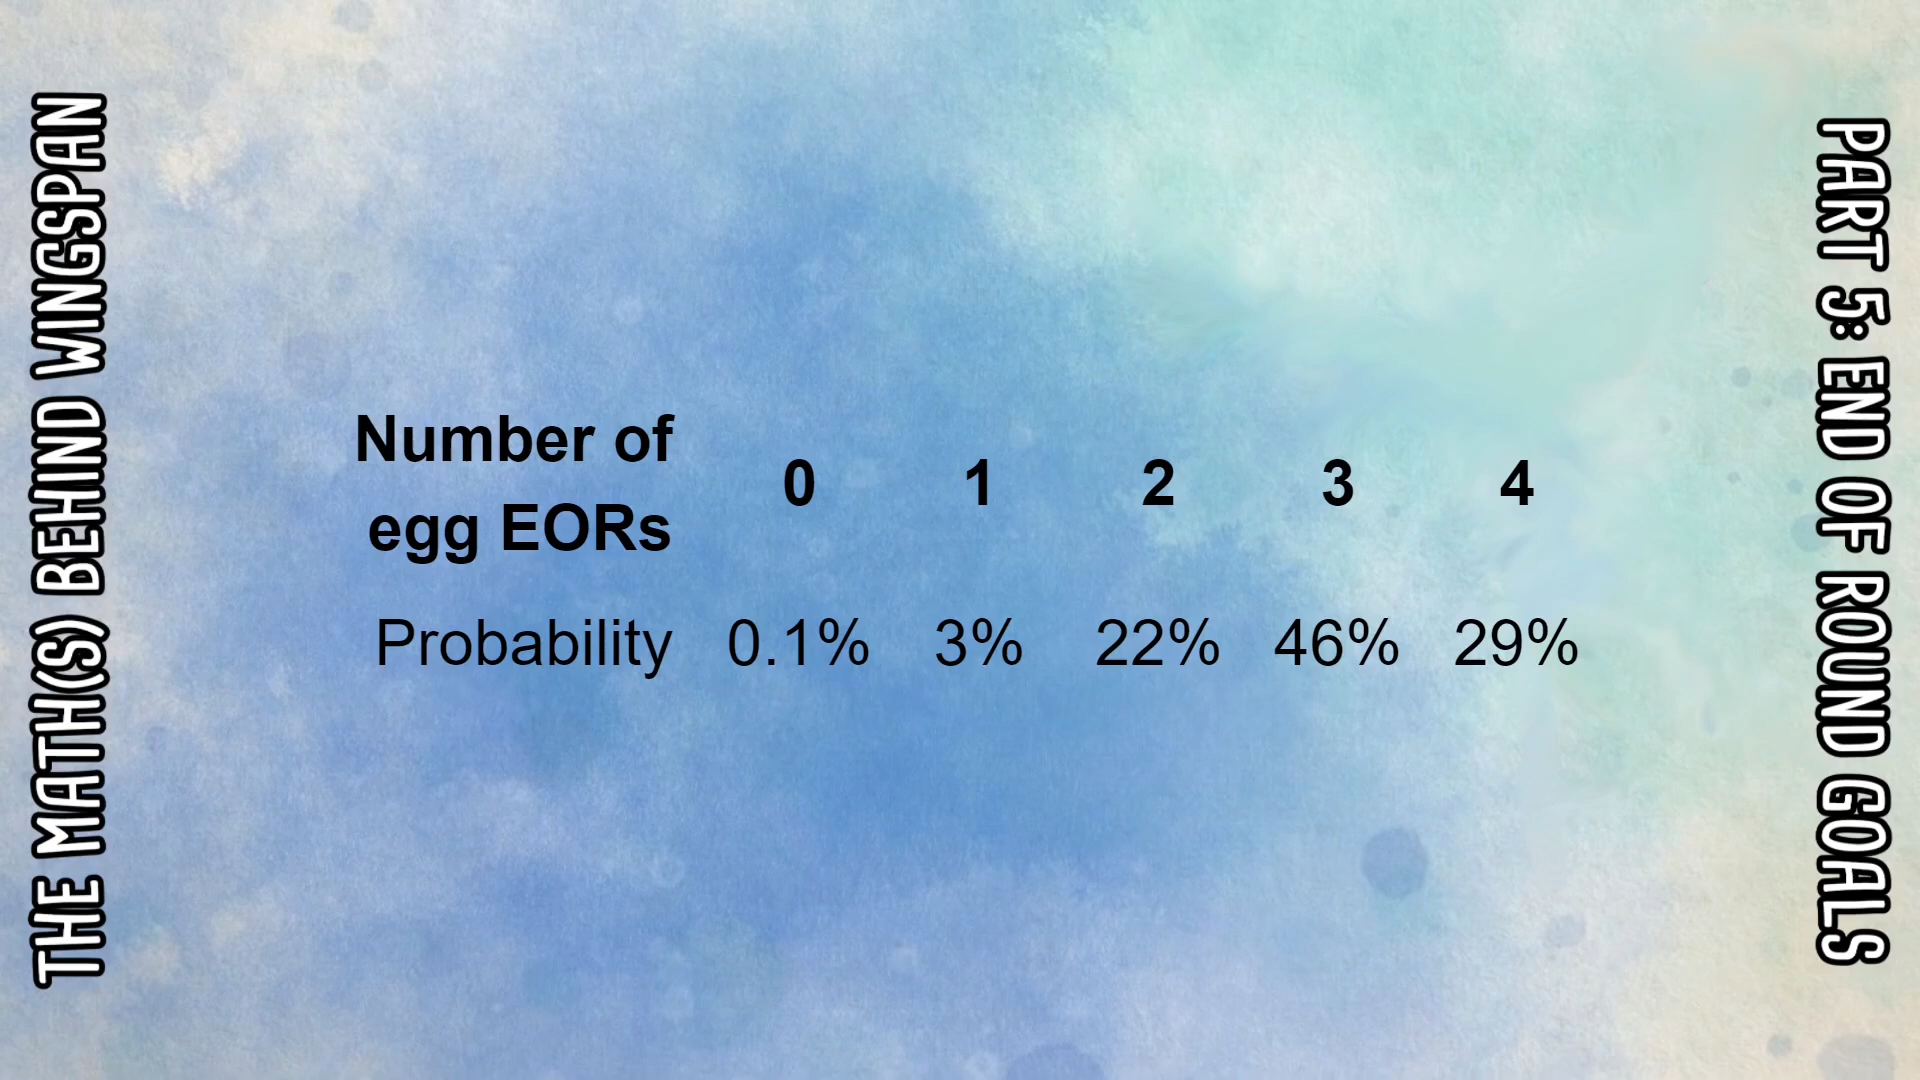 THE MATH(S) BEHIND WINGSPAN
Number of
egg EORs
0 1 2 3 4
Probability 0.1% 3% 22% 46% 29%
PART 5: END OF ROUND GOALS